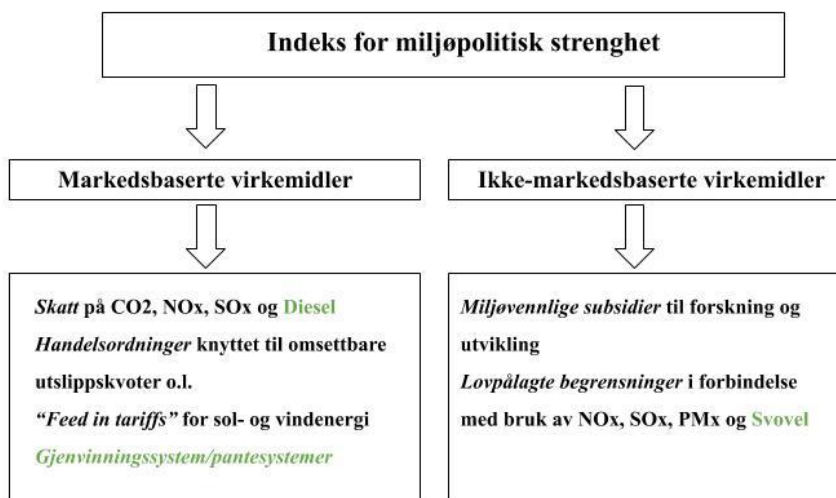 Indeks for miljøpolitisk strenghet
Markedsbaserte virkemidler
Ikke-markedsbaserte virkemidler
Skatt på CO2, NOx, SOx og Diesel
Handelsordninger knyttet til omsettbare
utslippskvoter o.l.
“Feed in tariffs” for sol- og vindenergi
Gjenvinningssystem/pantesystemer
Miljøvennlige subsidier til forskning og
utvikling
Lovpålagte begrensninger i forbindelse
med bruk av NOx, SOx, PMx og Svovel